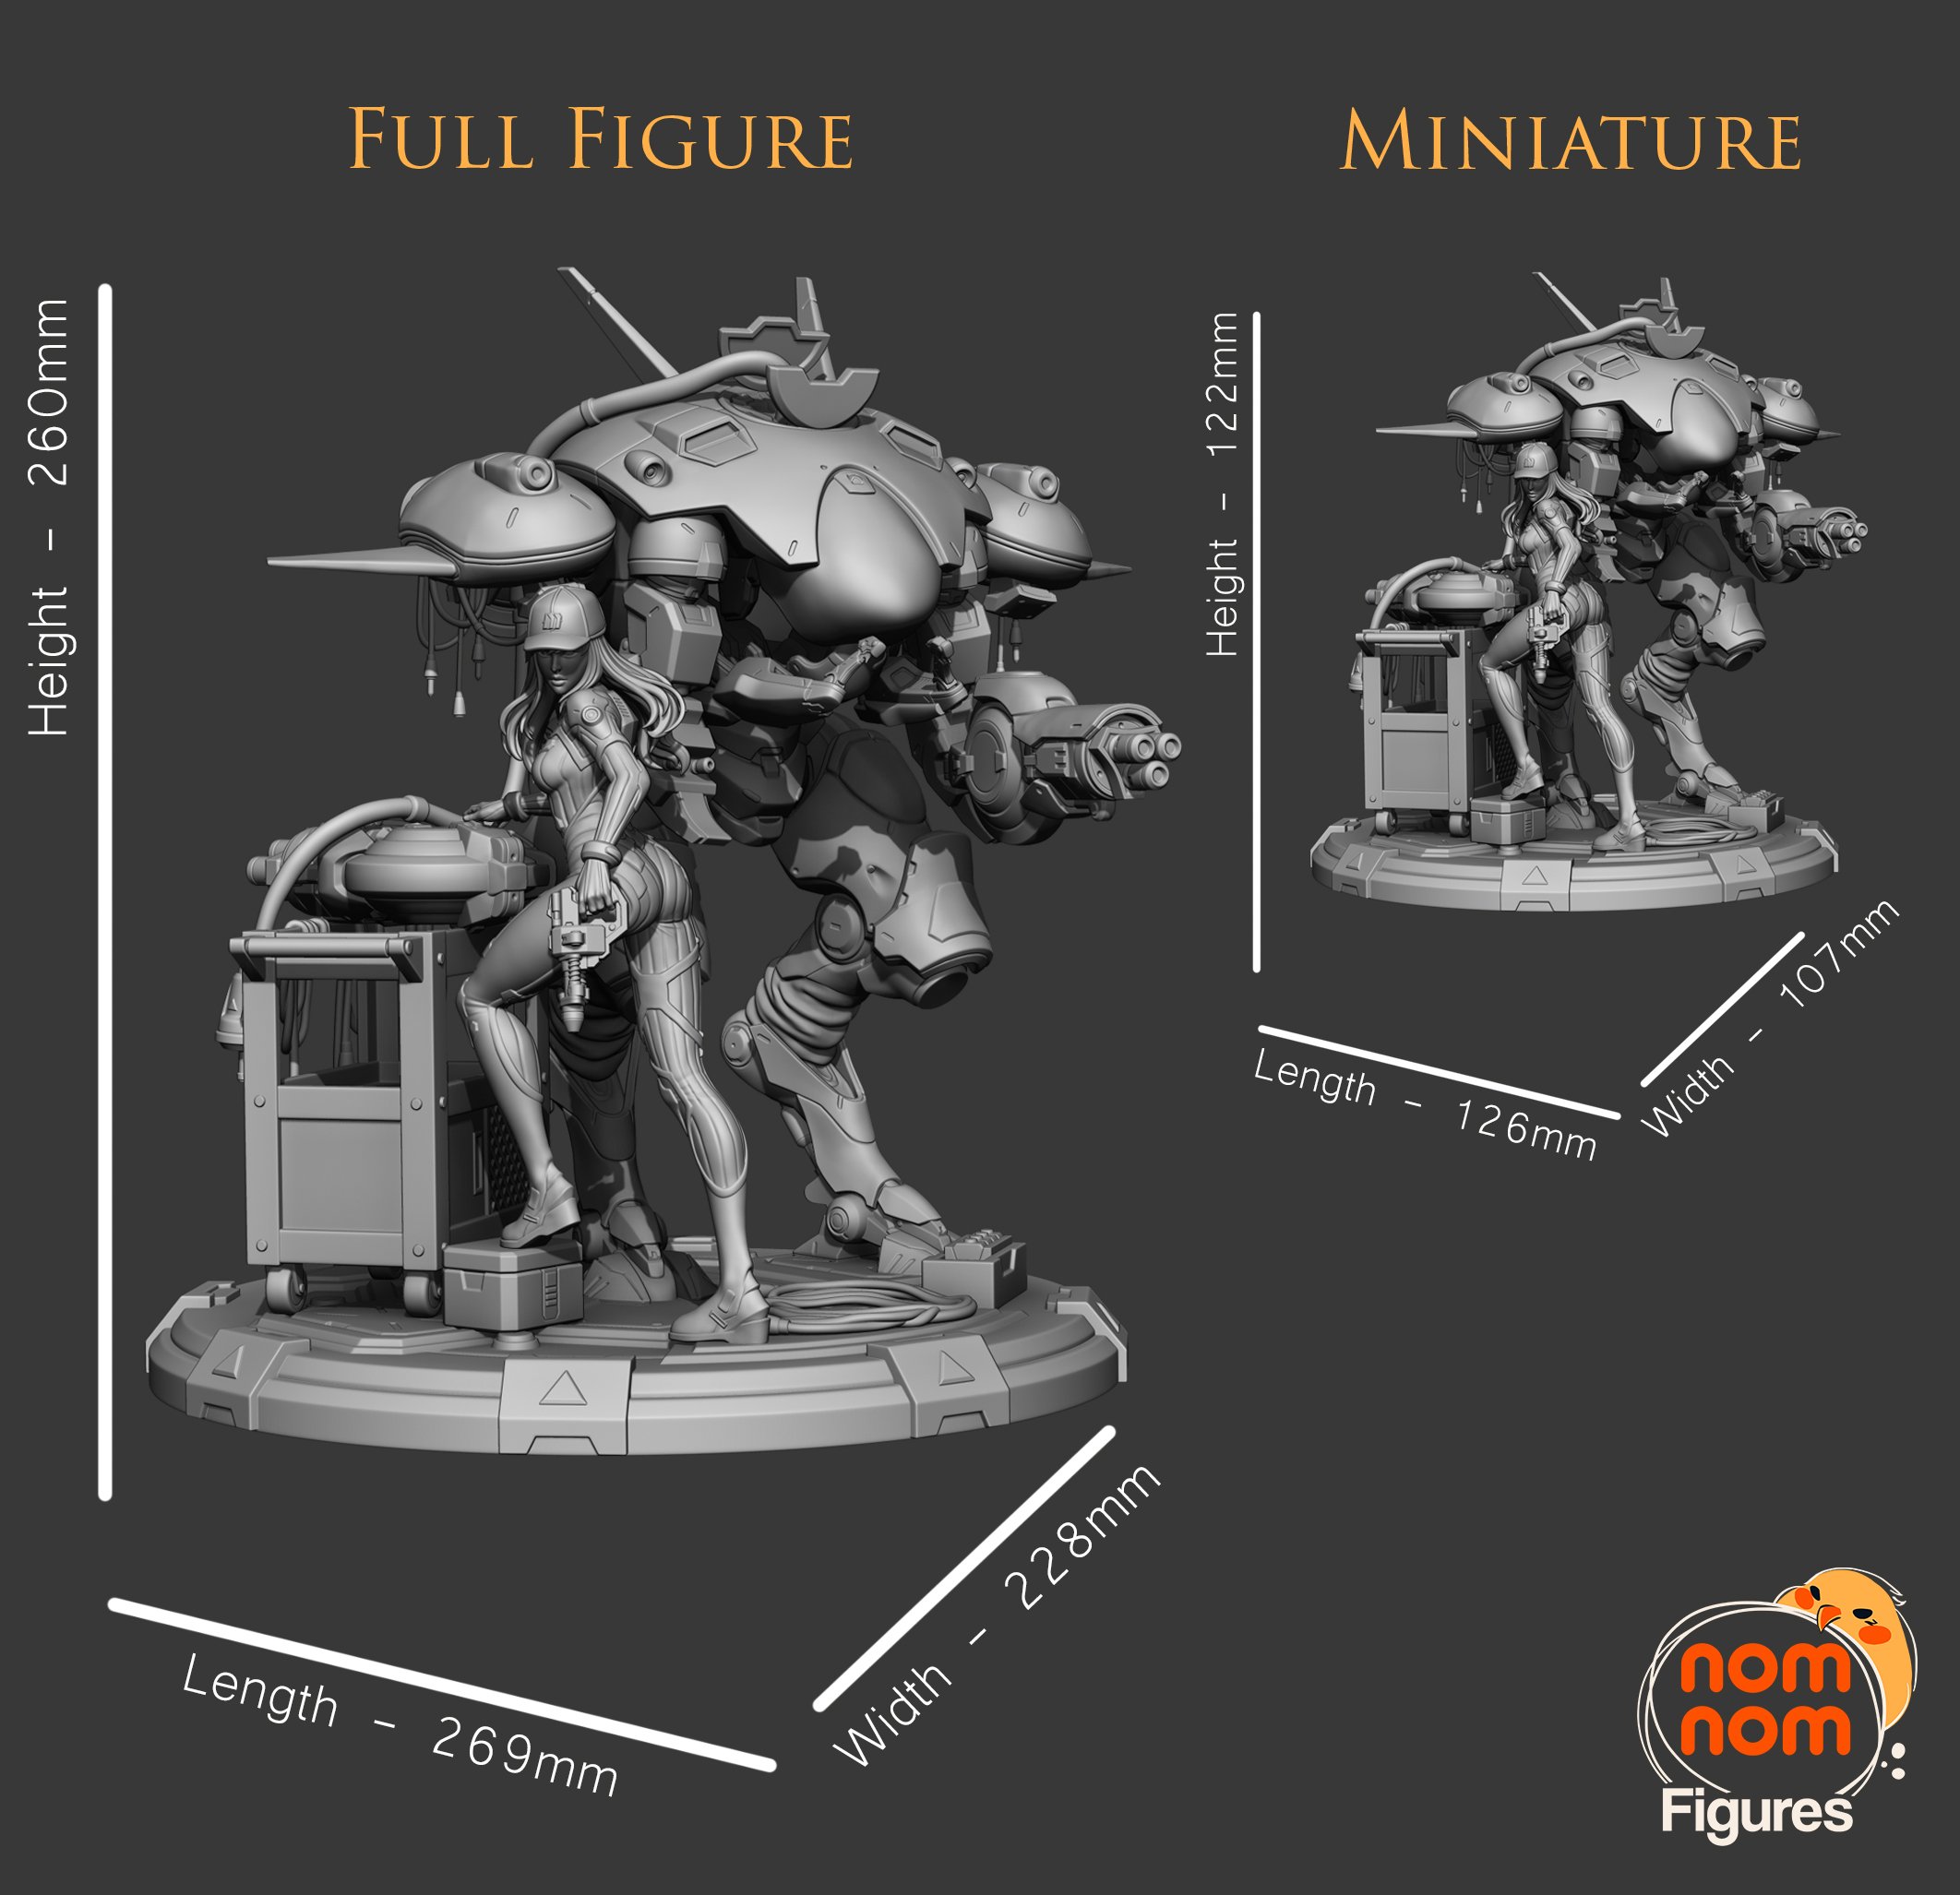 Full Figure
Miniature
Height - 260mm
Length - 269mm
Width - 228mm
Height - 122mm
Length - 126mm
Width - 107mm
nom
nom
Figures